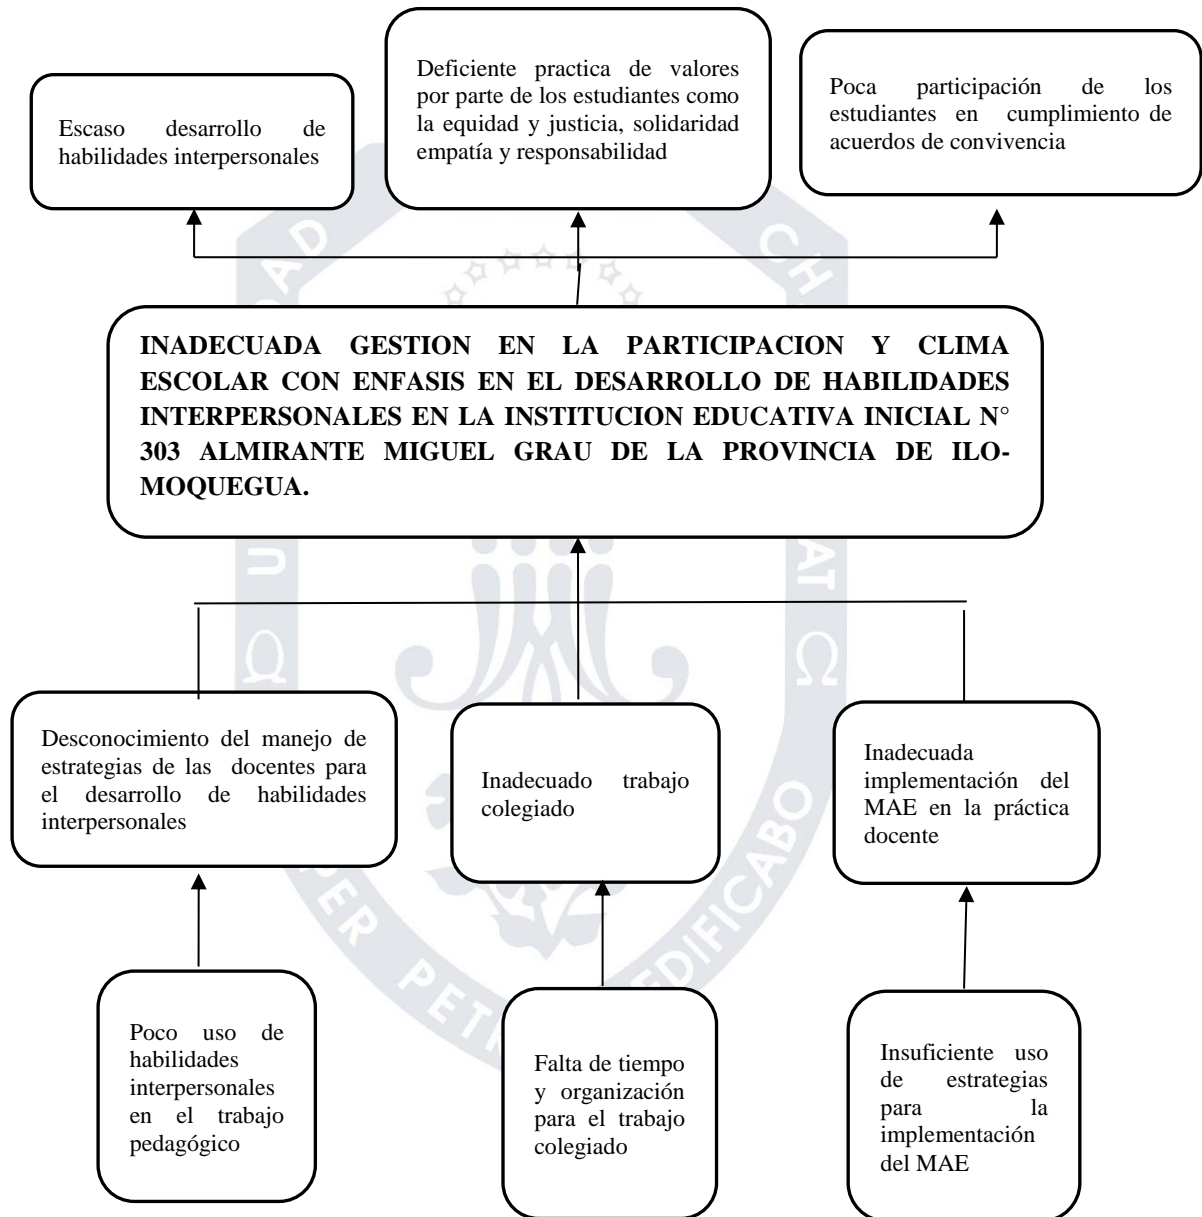 Escaso desarrollo de
habilidades interpersonales
Deficiente practica de valores
por parte de los estudiantes como
la equidad y justicia, solidaridad
empatía y responsabilidad
Poca participación de los
estudiantes en cumplimiento de
acuerdos de convivencia
INADECUADA GESTION EN LA PARTICIPACION Y CLIMA
ESCOLAR CON ENFASIS EN EL DESARROLLO DE HABILIDADES
INTERPERSONALES EN LA INSTITUCION EDUCATIVA INICIAL N°
303 ALMIRANTE MIGUEL GRAU DE LA PROVINCIA DE ILO-
MOQUEGUA.
Desconocimiento del manejo de
estrategias de las docentes para
el desarrollo de habilidades
interpersonales
Inadecuado trabajo
colegiado
Inadecuada
implementación del
MAE en la práctica
docente
Poco uso de
habilidades
interpersonales
en el trabajo
pedagógico
Falta de tiempo
y organización
para el trabajo
colegiado
Insuficiente uso
de estrategias
para la
implementación
del MAE